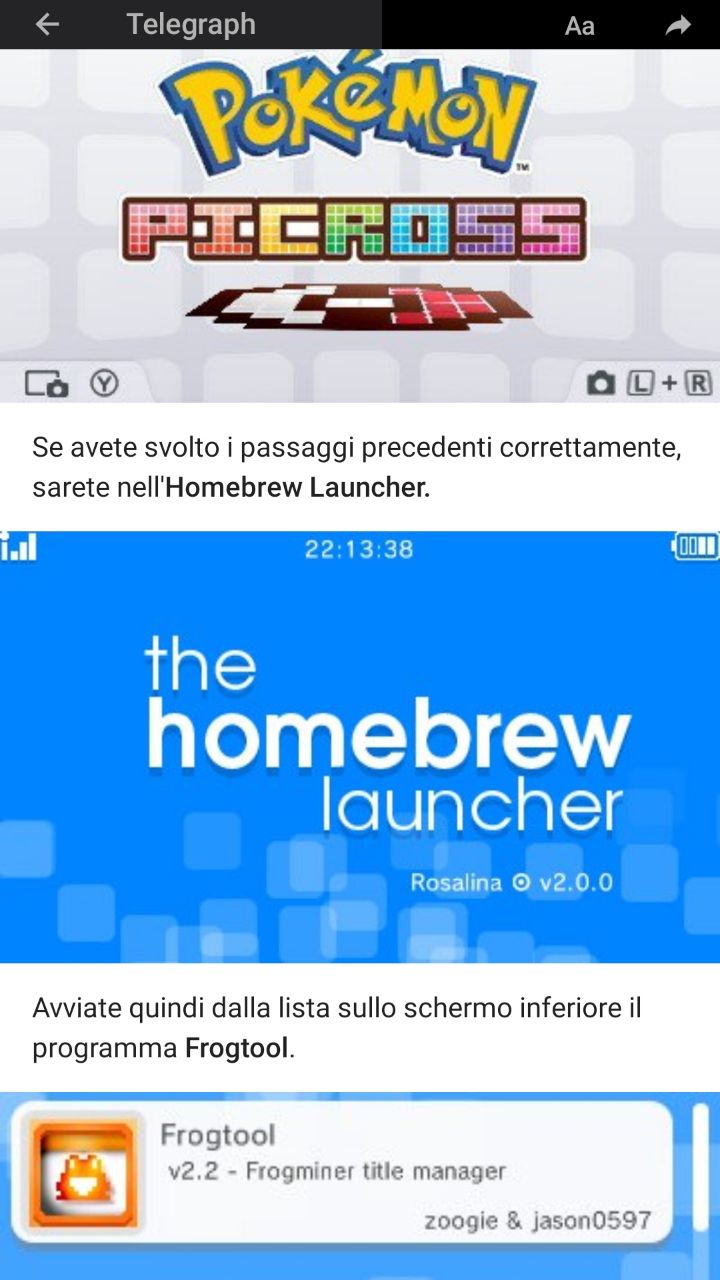 Telegraph
Aa
POKÉMON
TM
PICROSS
Y
L + R
Se avete svolto i passaggi precedenti correttamente,
sarete nell'Homebrew Launcher.
22:13:38
the
homebrew
launcher
Rosalina v2.0.0
Avviate quindi dalla lista sullo schermo inferiore il
programma Frogtool.
Frogtool
v2.2 - Frogminer title manager
zoogie & jason0597